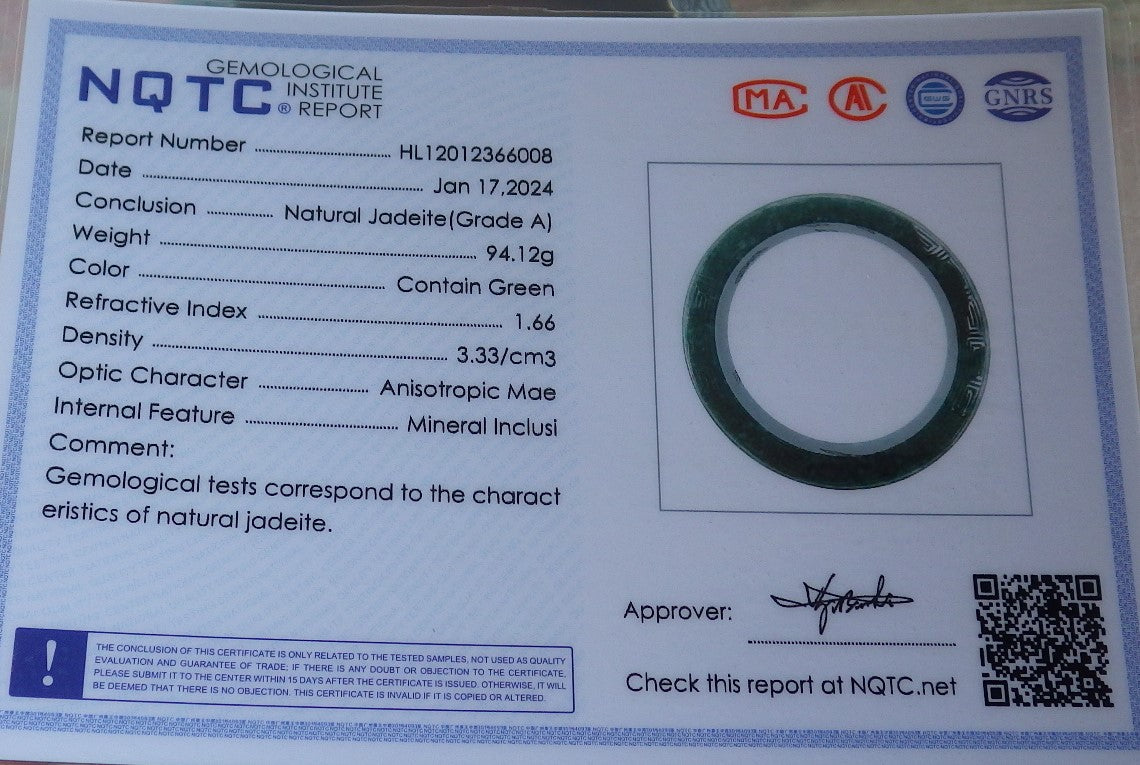 NQTC® GEMOLOGICAL
INSTITUTE
REPORT
MA
GNRS
Report Number HL12012366008
Date Jan 17,2024
Conclusion Natural Jadeite(Grade A)
Weight 94.12g
Color Contain Green
Refractive Index 1.66
Density 3.33/cm3
Optic Character Anisotropic Mae
Internal Feature Mineral Inclusi
Comment:
Gemological tests correspond to the charact
eristics of natural jadeite.
Approver:
Check this report at NQTC.net
!
THE CONCLUSION OF THIS CERTIFICATE IS ONLY RELATED TO THE TESTED SAMPLES, NOT USED AS QUALITY
EVALUATION AND GUARANTEE OF TRADE; IF THERE IS ANY DOUBT OR OBJECTION TO THE CERTIFICATE,
PLEASE SUBMIT IT TO THE CENTER WITHIN 15 DAYS AFTER THE CERTIFICATE IS ISSUED. OTHERWISE, IT WILL
BE DEEMED THAT THERE IS NO OBJECTION. THIS CERTIFICATE IS INVALID IF IT IS COPIED OR ALTERED.